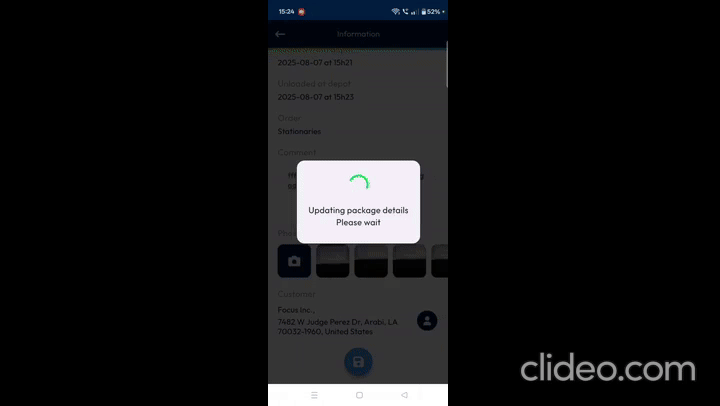 15:24
52%
Information
2025-08-07 at 15h21
Unloaded at depot
2025-08-07 at 15h23
Order
Stationaries
Comment
Updating package details
Please wait
Customer
Focus Inc.,
7482 W Judge Perez Dr, Arabi, LA
70032-1960, United States
clideo.com